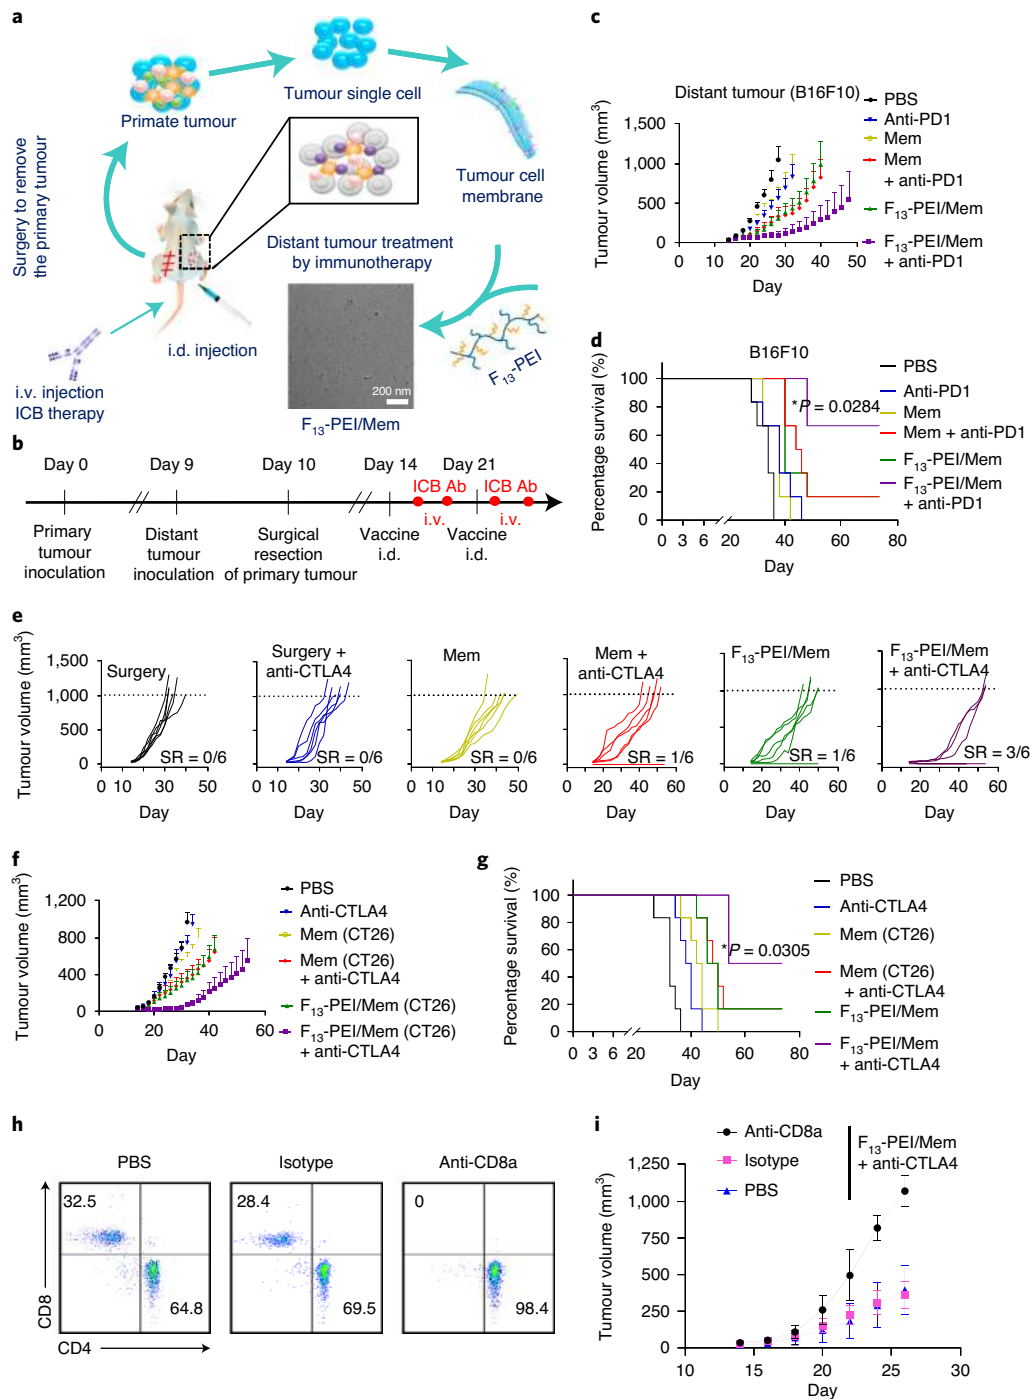 a
Primate tumour
Tumour single cell
Tumour cell
membrane
Surgery to remove
the primary tumour
Distant tumour treatment
by immunotherapy
i.d. injection
i.v. injection
ICB therapy
200 nm
F13-PEI/Mem
F13-PEI
b
Day 0
Day 9
Day 10
Day 14
Day 21
ICB Ab
ICB Ab
i.v.
i.v.
Primary
tumour
inoculation
Distant
tumour
inoculation
Surgical
resection
of primary tumour
Vaccine
i.d.
Vaccine
i.d.
c
Distant tumour (B16F10)
Tumour volume (mm³)
1,500
1,000
500
0
0 10 20 30 40 50
Day
PBS
Anti-PD1
Mem
Mem
+ anti-PD1
F13-PEI/Mem
F13-PEI/Mem
+ anti-PD1
d
B16F10
Percentage survival (%)
100
80
60
40
20
0
0 3 6 20 40 60 80
Day
*P = 0.0284
PBS
Anti-PD1
Mem
Mem + anti-PD1
F13-PEI/Mem
F13-PEI/Mem
+ anti-PD1
e
Tumour volume (mm³)
1,500
1,000
500
0
Surgery
SR = 0/6
0 10 20 30 40 50
Day
Surgery +
anti-CTLA4
SR = 0/6
0 10 20 30 40 50
Day
Mem
SR = 0/6
0 10 20 30 40 50
Day
Mem +
anti-CTLA4
SR = 1/6
0 10 20 30 40 50 60
Day
F13-PEI/Mem
SR = 1/6
0 10 20 30 40 50 60
Day
F13-PEI/Mem
+ anti-CTLA4
SR = 3/6
0 10 20 30 40 50 60
Day
f
Tumour volume (mm³)
1,200
800
400
0
0 20 40 60
Day
PBS
Anti-CTLA4
Mem (CT26)
Mem (CT26)
+ anti-CTLA4
F13-PEI/Mem (CT26)
F13-PEI/Mem (CT26)
+ anti-CTLA4
g
Percentage survival (%)
100
80
60
40
20
0
0 3 6 20 40 60 80
Day
*P = 0.0305
PBS
Anti-CTLA4
Mem (CT26)
Mem (CT26)
+ anti-CTLA4
F13-PEI/Mem
F13-PEI/Mem
+ anti-CTLA4
h
PBS
Isotype
Anti-CD8a
32.5
64.8
28.4
69.5
0
98.4
CD8
CD4
i
Anti-CD8a
Isotype
PBS
F13-PEI/Mem
+ anti-CTLA4
Tumour volume (mm³)
1,250
1,000
750
500
250
0
10 15 20 25 30
Day